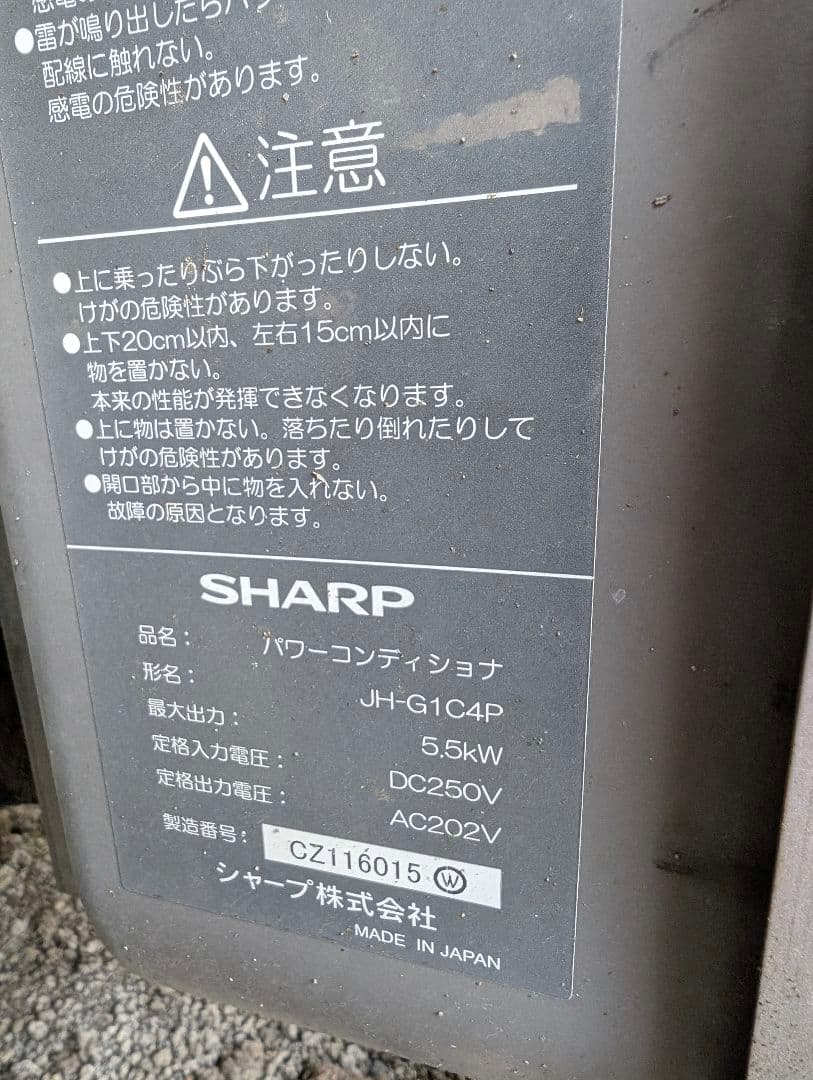 ●雷が鳴り出したら
配線に触れない。
感電の危険性があります。
注意
●上に乗ったりぶら下がったりしない。
けがの危険性があります。
●上下20cm以内、左右15cm以内に
物を置かない。
本来の性能が発揮できなくなります。
●上に物は置かない。落ちたり倒れたりして
けがの危険性があります。
●開口部から中に物を入れない。
故障の原因となります。
SHARP
品名： パワーコンディショナ
形名： JH-G1C4P
最大出力： 5.5kW
定格入力電圧： DC250V
定格出力電圧： AC202V
製造番号： CZ116015 Ⓦ
シャープ株式会社
MADE IN JAPAN